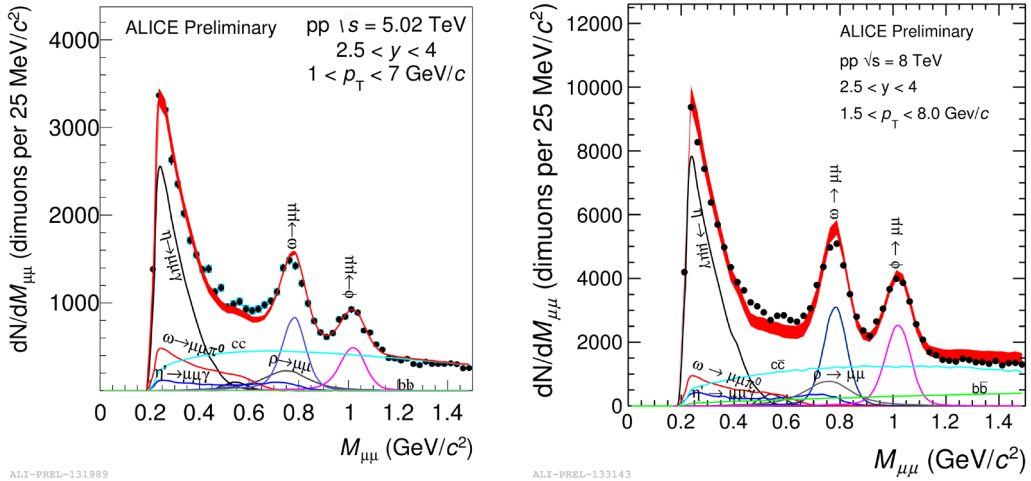 ALICE Preliminary
pp \s = 5.02 TeV
2.5 < y < 4
1 < pT < 7 GeV/c
dN/dMμμ (dimuons per 25 MeV/c²)
4000
3000
2000
1000
0
0.2
0.4
0.6
0.8
1
1.2
1.4
Mμμ (GeV/c²)
η→μμγ
ω→μμ
ϕ→μμ
ω→μμπ⁰
cc
ρ→μμ
η'→μμγ
bb
ALI-PREL-131989
ALICE Preliminary
pp √s = 8 TeV
2.5 < y < 4
1.5 < pT < 8.0 Gev/c
dN/dMμμ (dimuons per 25 MeV/c²)
12000
10000
8000
6000
4000
2000
0
0
0.2
0.4
0.6
0.8
1
1.2
1.4
Mμμ (GeV/c²)
η→μμγ
ω → μμ
ϕ → μμ
ω → μμπ⁰
cc̄
ρ → μμ
η'
μμ
bb̄
ALI-PREL-133143